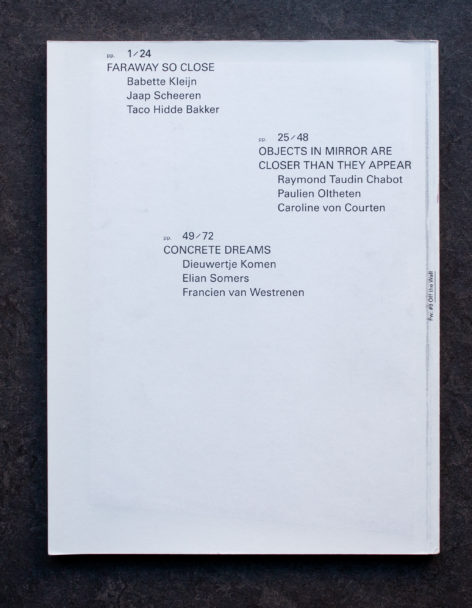 pp. 1/24
FARAWAY SO CLOSE
Babette Kleijn
Jaap Scheeren
Taco Hidde Bakker
pp. 25/48
OBJECTS IN MIRROR ARE
CLOSER THAN THEY APPEAR
Raymond Taudin Chabot
Paulien Oltheten
Caroline von Courten
pp. 49/72
CONCRETE DREAMS
Dieuwertje Komen
Elian Somers
Francien van Westrenen
Fw: #9 Off the Wall